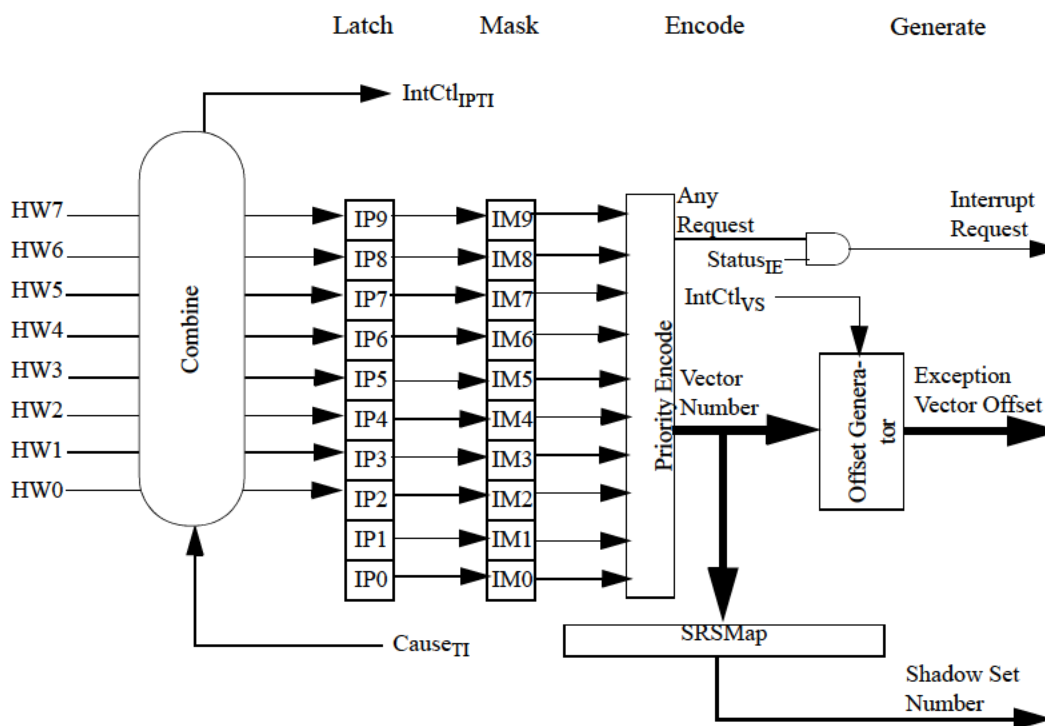 Latch Mask Encode Generate
IntCtlIPTI
HW7
HW6
HW5
HW4
HW3
HW2
HW1
HW0
Combine
CauseTI
IP9
IP8
IP7
IP6
IP5
IP4
IP3
IP2
IP1
IP0
IM9
IM8
IM7
IM6
IM5
IM4
IM3
IM2
IM1
IM0
Priority Encode
Any
Request
StatusIE
IntCtlVS
Vector
Number
Offset Genera-
tor
Interrupt
Request
Exception
Vector Offset
SRSMap
Shadow Set
Number